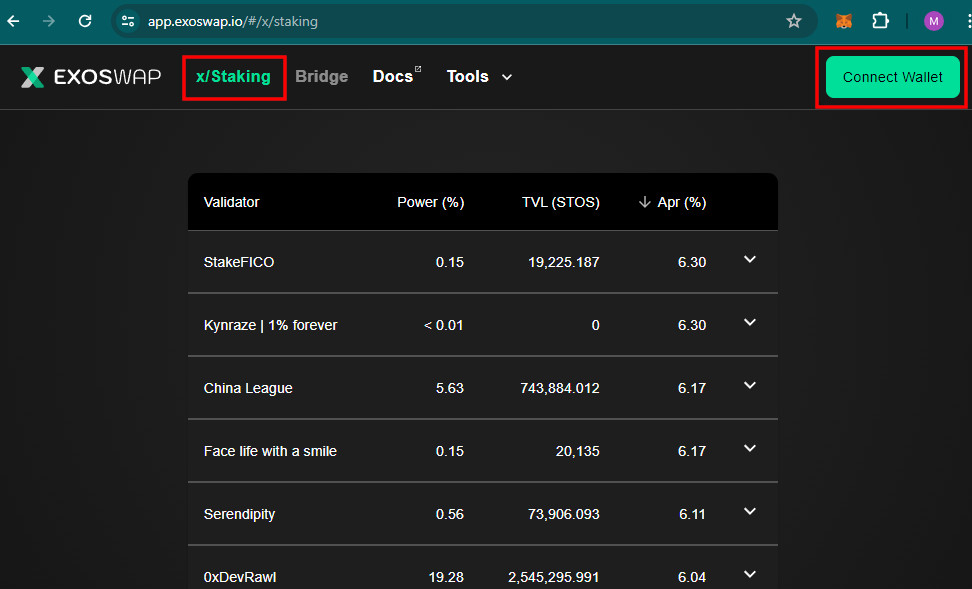 app.exoswap.io/#/x/staking
M
EXOSWAP x/Staking Bridge Docs Tools Connect Wallet
Validator Power (%) TVL (STOS) Apr (%)
StakeFICO 0.15 19,225.187 6.30
Kynraze | 1% forever < 0.01 0 6.30
China League 5.63 743,884.012 6.17
Face life with a smile 0.15 20,135 6.17
Serendipity 0.56 73,906.093 6.11
0xDevRawl 19.28 2,545,295.991 6.04